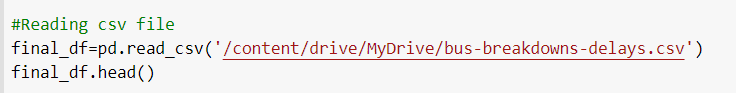 #Reading csv file
final_df=pd.read_csv('/content/drive/MyDrive/bus-breakdowns-delays.csv')
final_df.head()